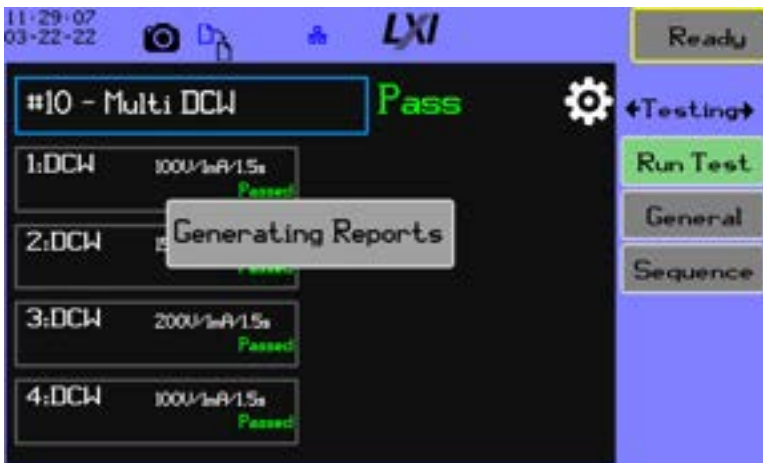 11:29:07
03-22-22
LXI
Ready
#10 - Multi DCW
Pass
←Testing→
1:DCW 100V/1mA/1.5s
Passed
Run Test
Generating Reports
General
2:DCW
Sequence
3:DCW 200V/1mA/1.5s
Passed
4:DCW 100V/1mA/1.5s
Passed